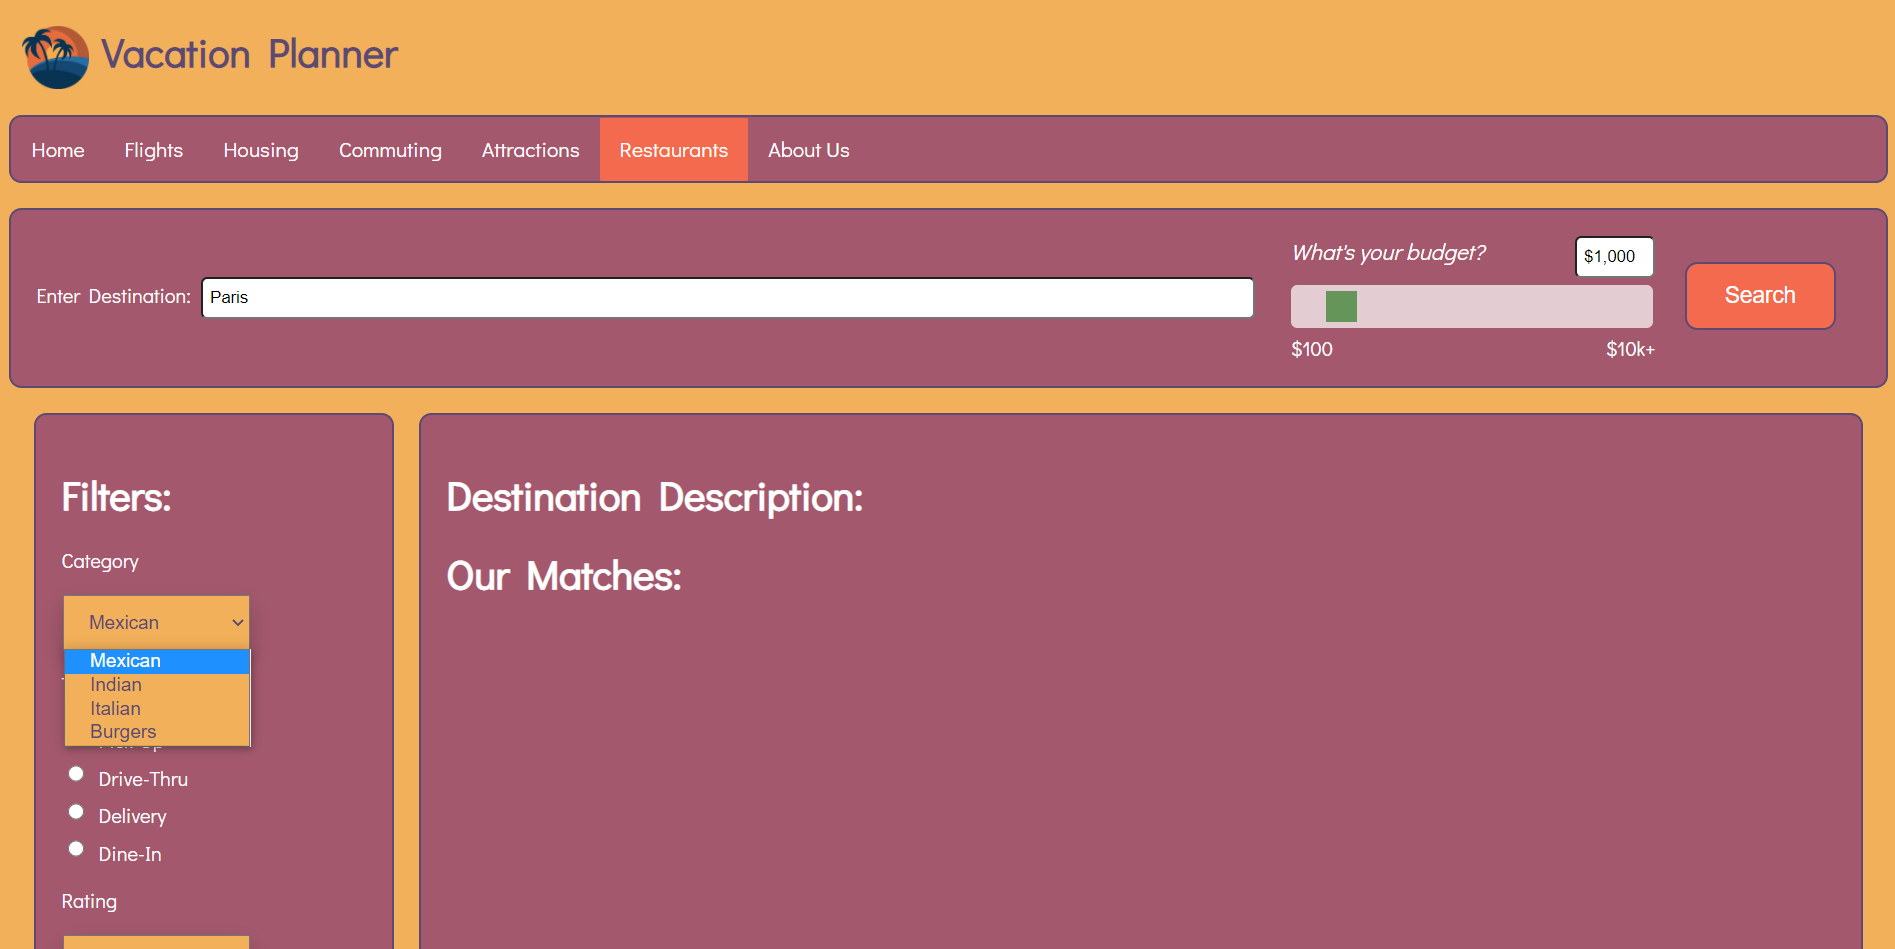 Vacation Planner
Home Flights Housing Commuting Attractions Restaurants About Us
What's your budget? $1,000
Enter Destination: Paris
Search
$100 $10k+
Filters:
Category
Mexican
Mexican
Indian
Italian
Burgers
Drive-Thru
Delivery
Dine-In
Rating
Destination Description:
Our Matches: